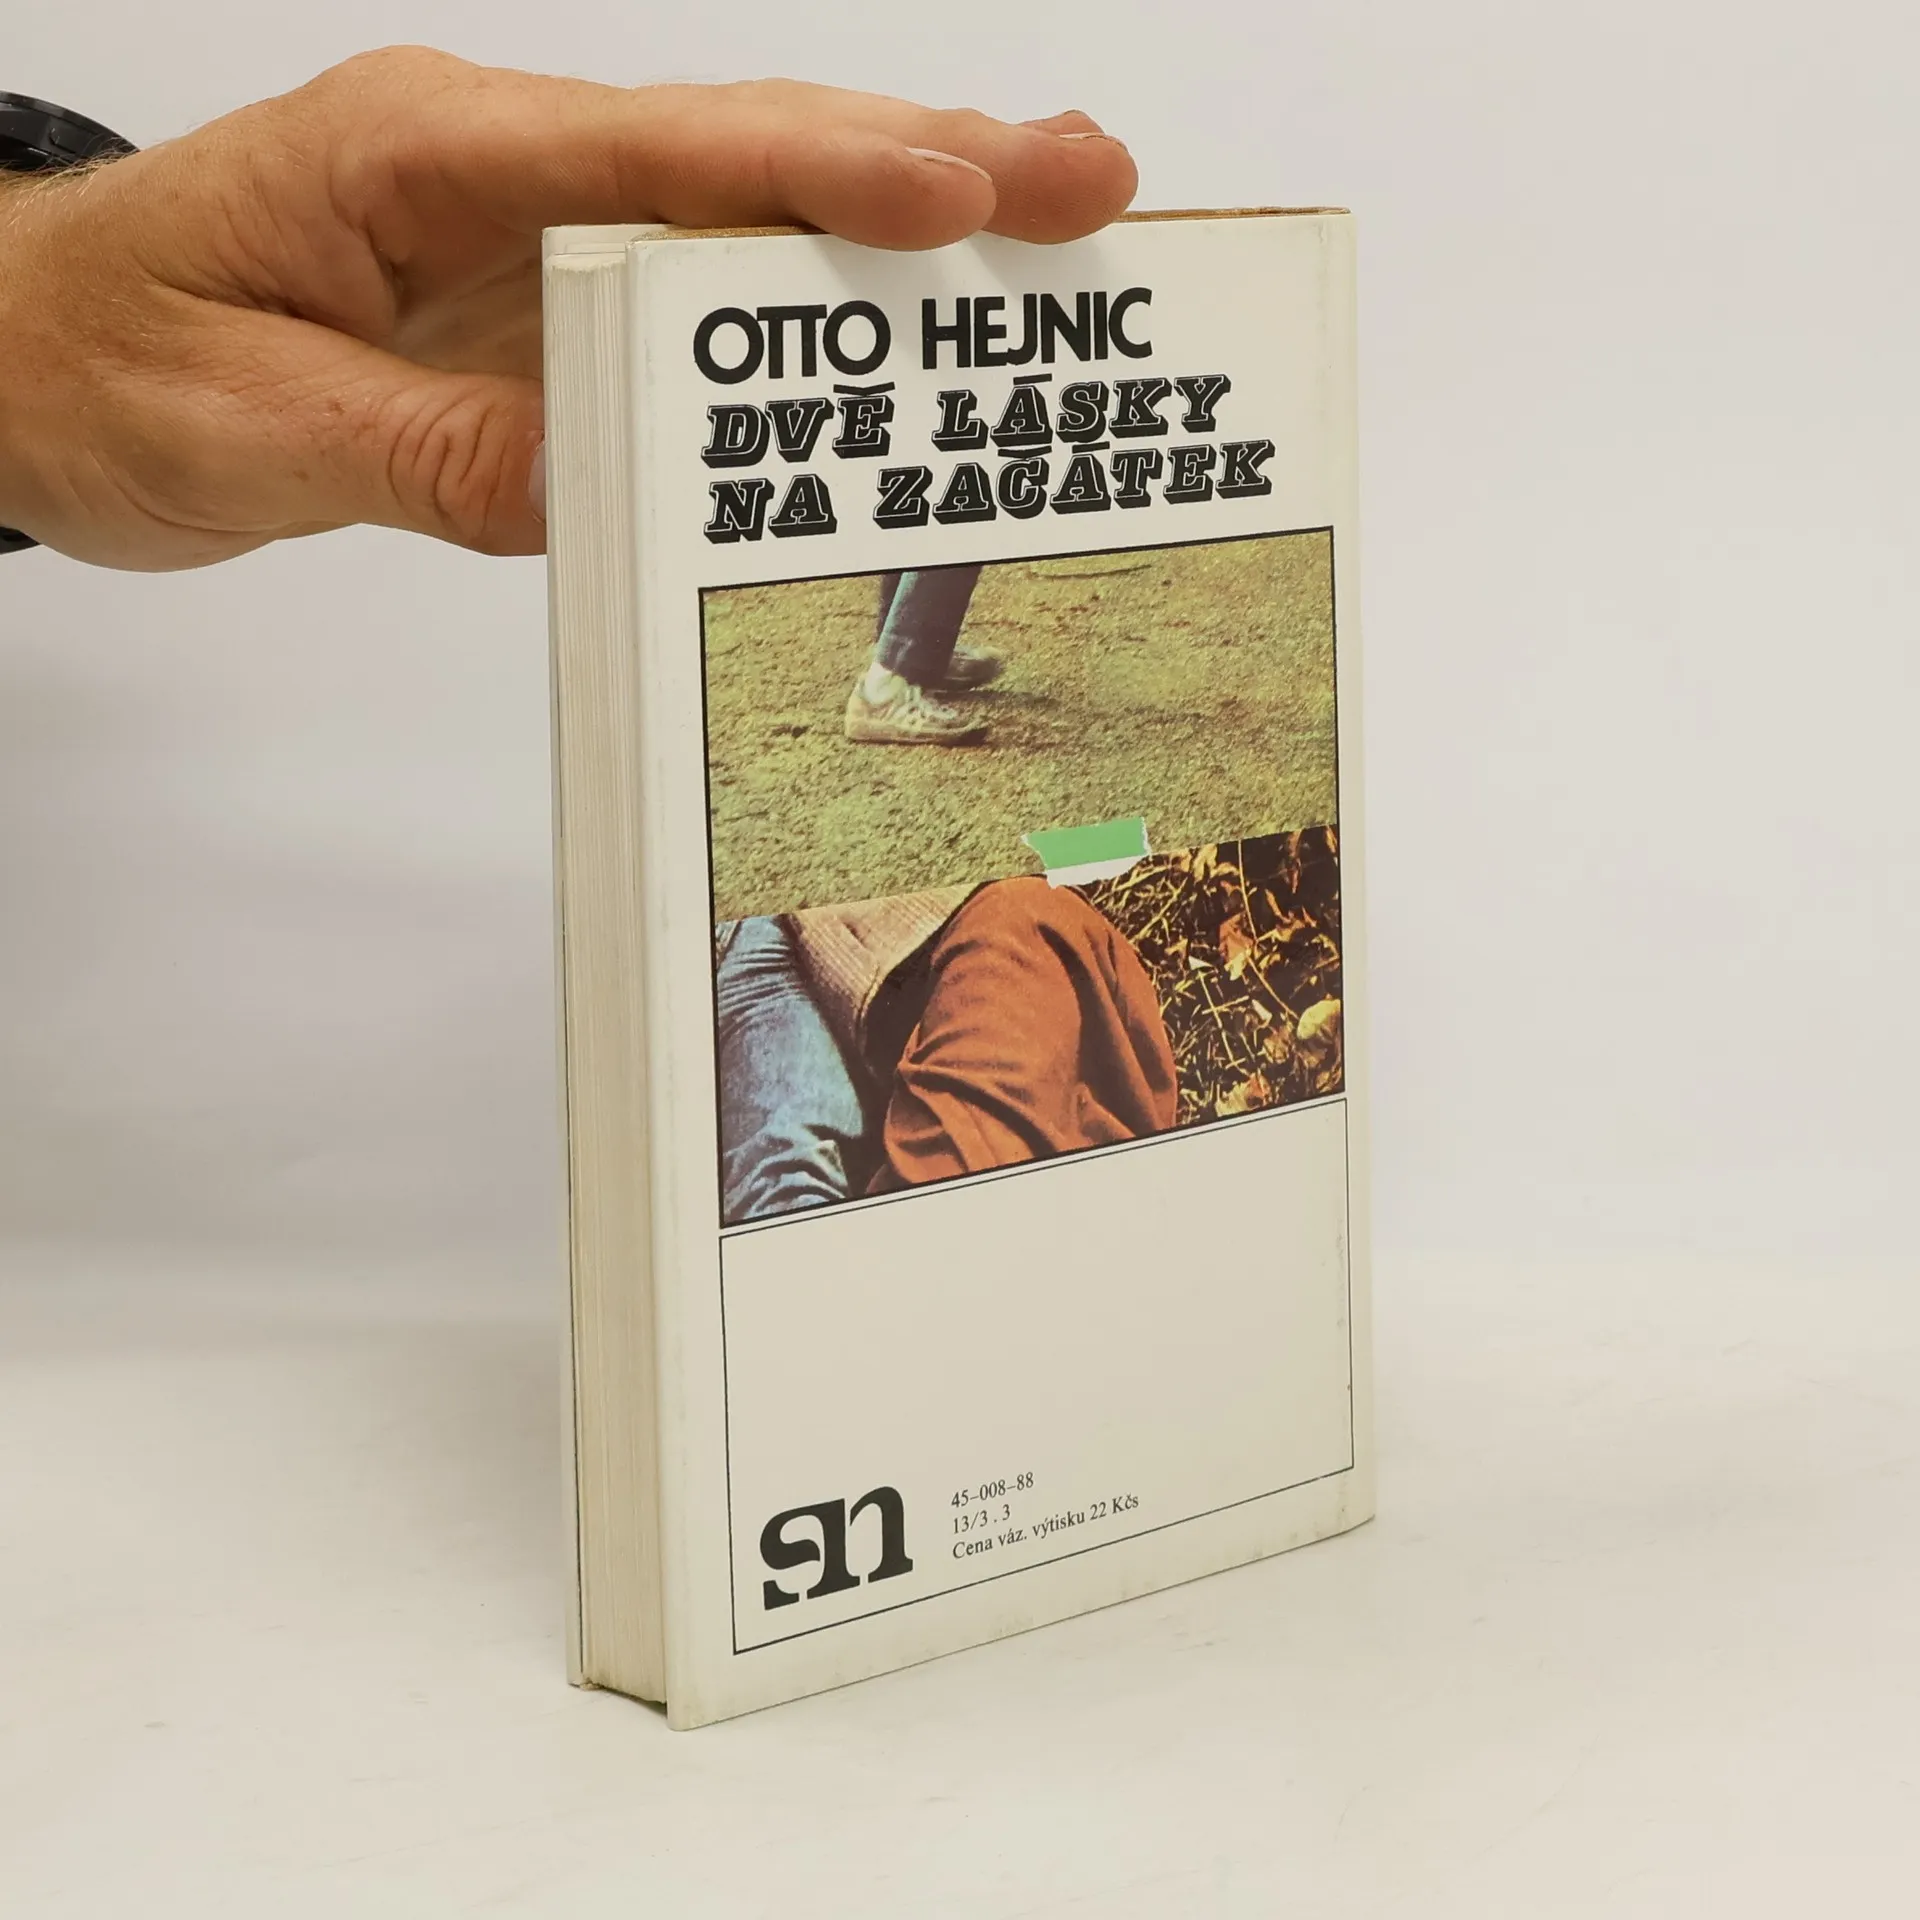 OTTO HEJNIC
DVĚ LÁSKY
NA ZAČÁTEK
sn
45-008-88
13/3.3
Cena váz. výtisku 22 Kčs